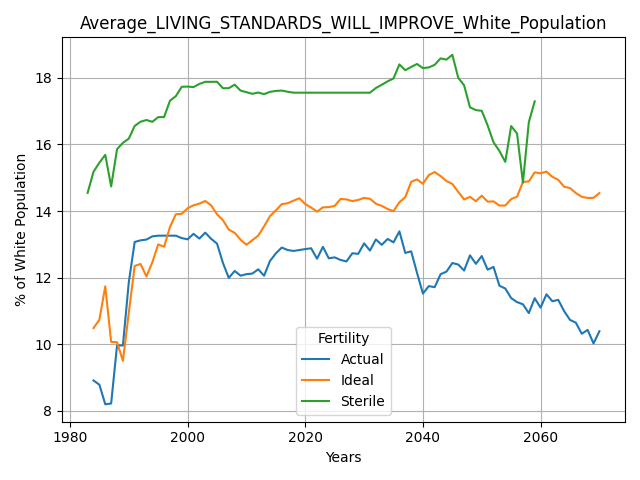 Average_LIVING_STANDARDS_WILL_IMPROVE_White_Population
% of White Population
18
16
14
12
10
8
1980
2000
2020
2040
2060
Years
Fertility
Actual
Ideal
Sterile